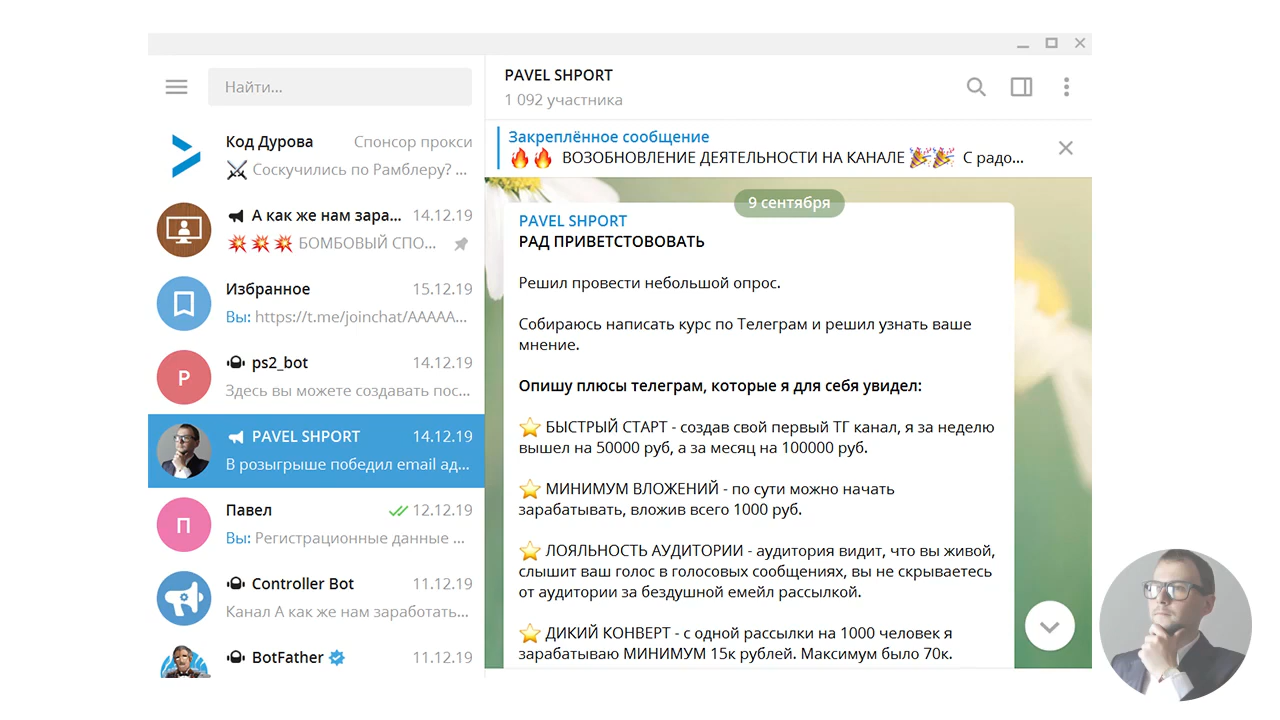 Найти...
Код Дурова
Спонсор прокси
Соскучились по Рамблеру? ...
А как же нам зара...
14.12.19
БОМБОВЫЙ СПО...
Избранное
15.12.19
Вы: https://t.me/joinchat/AAAAA...
P
ps2_bot
14.12.19
Здесь вы можете создавать пос...
PAVEL SHPORT
14.12.19
В розыгрыше победил email ад...
П
Павел
12.12.19
Вы: Регистрационные данные ...
Controller Bot
11.12.19
Канал А как же нам заработать...
BotFather
11.12.19
PAVEL SHPORT
1 092 участника
Закреплённое сообщение
🔥🔥 ВОЗОБНОВЛЕНИЕ ДЕЯТЕЛЬНОСТИ НА КАНАЛЕ 🎉🎉 С радо...
9 сентября
PAVEL SHPORT
РАД ПРИВЕТСТОВОВАТЬ
Решил провести небольшой опрос.
Собираюсь написать курс по Телеграм и решил узнать ваше
мнение.
Опишу плюсы телеграм, которые я для себя увидел:
⭐ БЫСТРЫЙ СТАРТ - создав свой первый ТГ канал, я за неделю
вышел на 50000 руб, а за месяц на 100000 руб.
⭐ МИНИМУМ ВЛОЖЕНИЙ - по сути можно начать
зарабатывать, вложив всего 1000 руб.
⭐ ЛОЯЛЬНОСТЬ АУДИТОРИИ - аудитория видит, что вы живой,
слышит ваш голос в голосовых сообщениях, вы не скрываетесь
от аудитории за бездушной емейл рассылкой.
⭐ ДИКИЙ КОНВЕРТ - с одной рассылки на 1000 человек я
зарабатываю МИНИМУМ 15к рублей. Максимум было 70к.